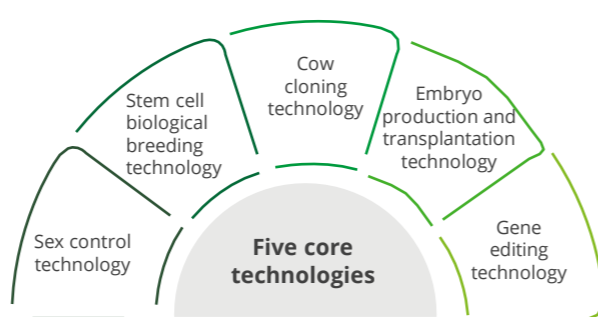 Sex control
technology
Stem cell
biological
breeding
technology
Cow
cloning
technology
Embryo
production and
transplantation
technology
Gene
editing
technology
Five core
technologies